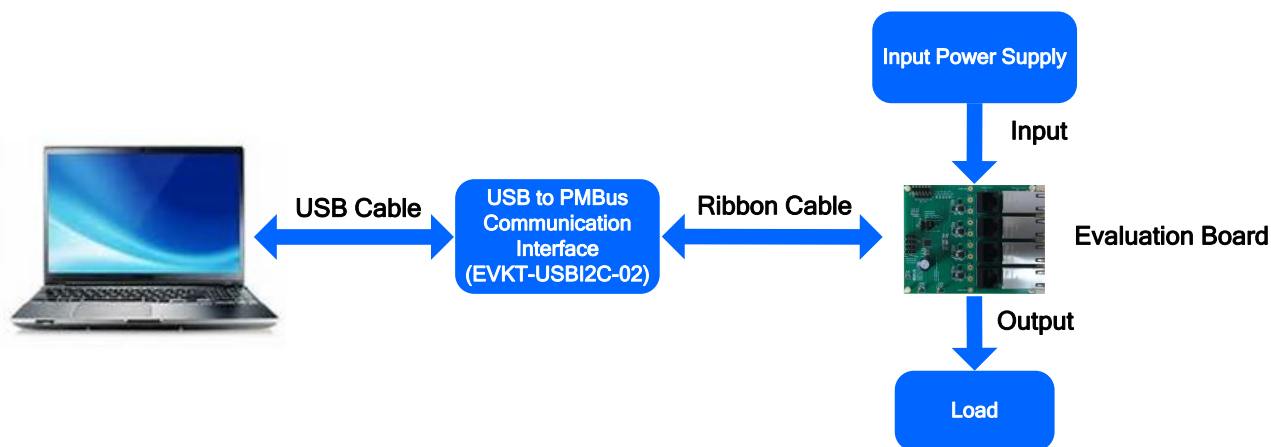 Input Power Supply
Input
USB Cable
USB to PMBus
Communication
Interface
(EVKT-USBI2C-02)
Ribbon Cable
Evaluation Board
Output
Load